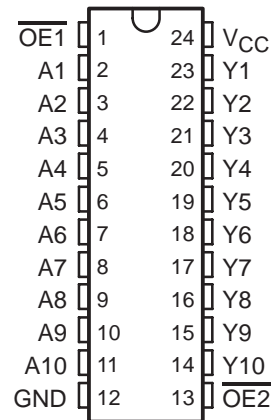 O̅E̅1̅ 1 24 VCC
A1 2 23 Y1
A2 3 22 Y2
A3 4 21 Y3
A4 5 20 Y4
A5 6 19 Y5
A6 7 18 Y6
A7 8 17 Y7
A8 9 16 Y8
A9 10 15 Y9
A10 11 14 Y10
GND 12 13 O̅E̅2̅